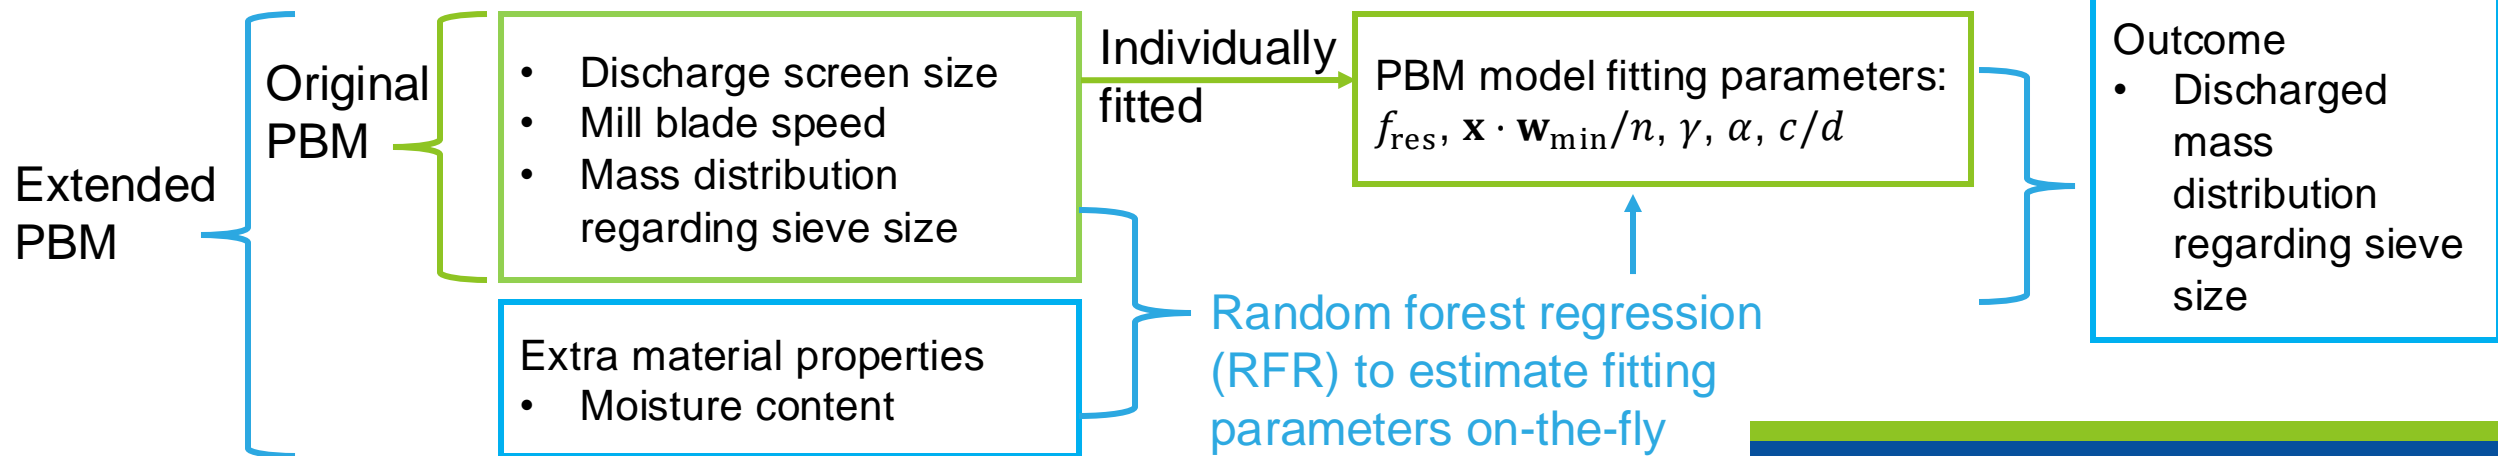 Extended
PBM
Original
PBM
• Discharge screen size
• Mill blade speed
• Mass distribution
regarding sieve size
Extra material properties
• Moisture content
Individually
fitted
PBM model fitting parameters:
f_res, 𝐱 · 𝐰_min/n, γ, α, c/d
Random forest regression
(RFR) to estimate fitting
parameters on-the-fly
Outcome
• Discharged
mass
distribution
regarding sieve
size